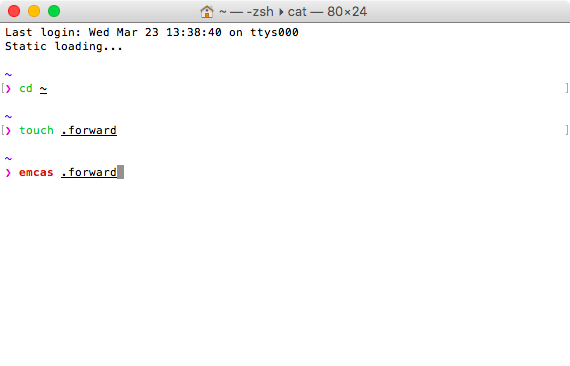 ~ — -zsh ▸ cat — 80×24
Last login: Wed Mar 23 13:38:40 on ttys000
Static loading...
~
[❯ cd ~ ]
~
[❯ touch .forward ]
~
❯ emcas .forward